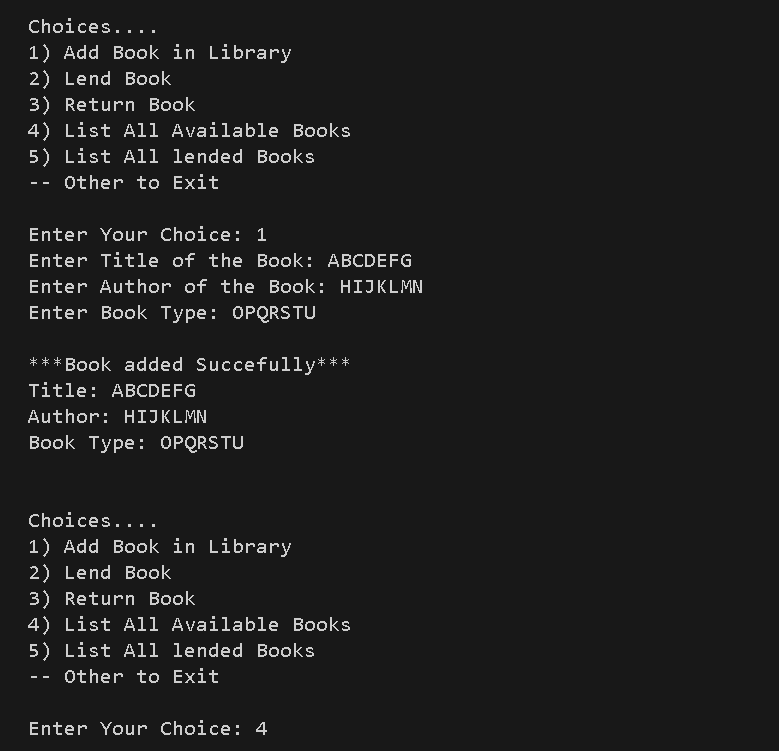 Choices....
1) Add Book in Library
2) Lend Book
3) Return Book
4) List All Available Books
5) List All lended Books
-- Other to Exit
Enter Your Choice: 1
Enter Title of the Book: ABCDEFG
Enter Author of the Book: HIJKLMN
Enter Book Type: OPQRSTU
***Book added Succefully***
Title: ABCDEFG
Author: HIJKLMN
Book Type: OPQRSTU
Choices....
1) Add Book in Library
2) Lend Book
3) Return Book
4) List All Available Books
5) List All lended Books
-- Other to Exit
Enter Your Choice: 4